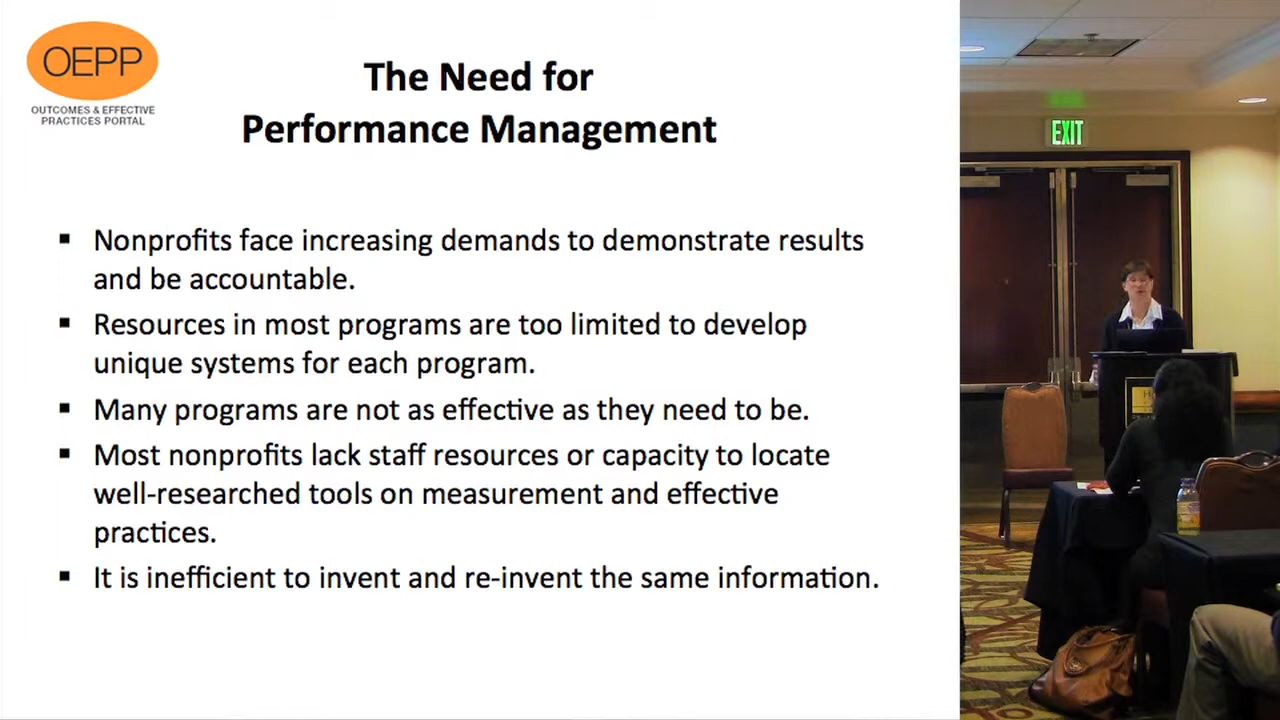 OEPP
OUTCOMES & EFFECTIVE
PRACTICES PORTAL
The Need for
Performance Management
▪ Nonprofits face increasing demands to demonstrate results
and be accountable.
▪ Resources in most programs are too limited to develop
unique systems for each program.
▪ Many programs are not as effective as they need to be.
▪ Most nonprofits lack staff resources or capacity to locate
well-researched tools on measurement and effective
practices.
▪ It is inefficient to invent and re-invent the same information.
EXIT